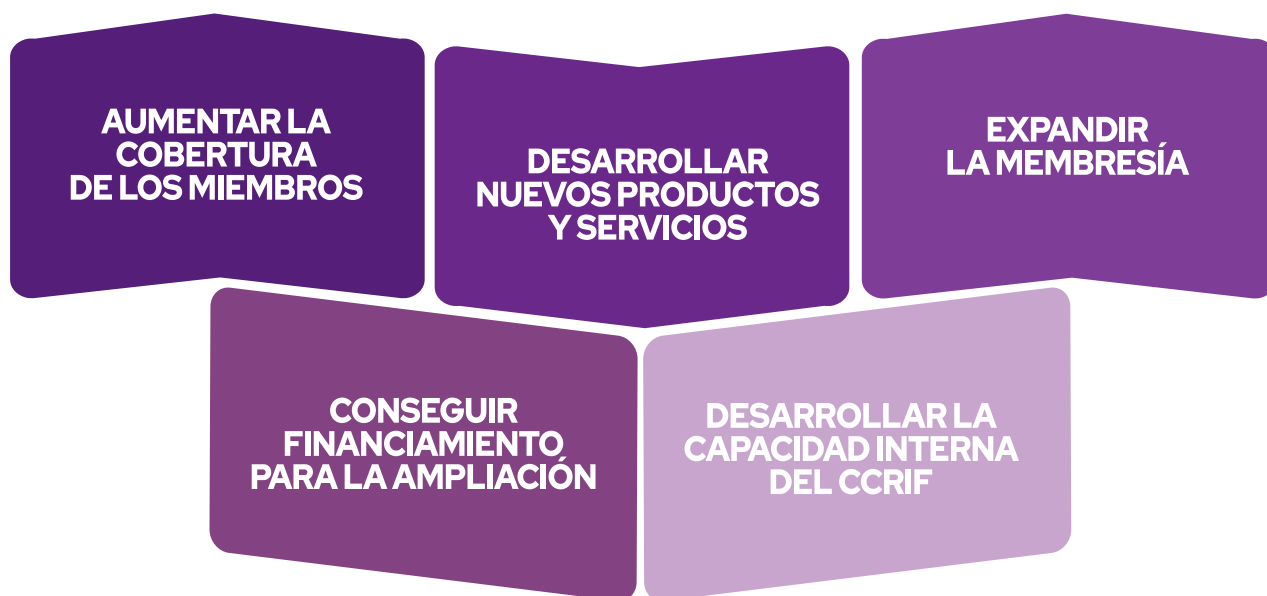 AUMENTAR LA
COBERTURA
DE LOS MIEMBROS
DESARROLLAR
NUEVOS PRODUCTOS
Y SERVICIOS
EXPANDIR
LA MEMBRESÍA
CONSEGUIR
FINANCIAMIENTO
PARA LA AMPLIACIÓN
DESARROLLAR LA
CAPACIDAD INTERNA
DEL CCRIF